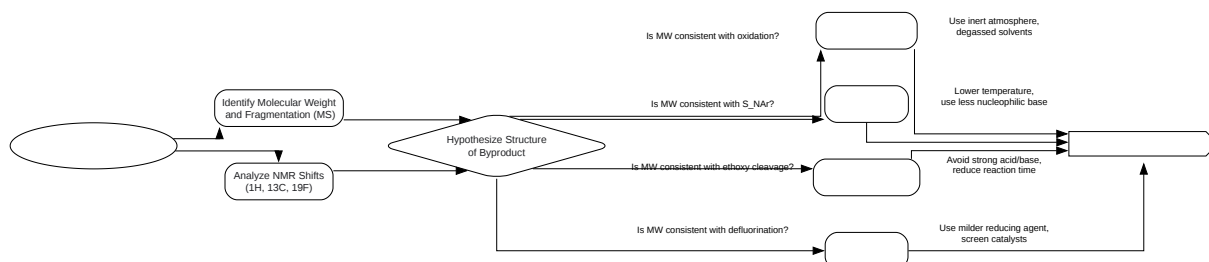 Identify Molecular Weight
and Fragmentation (MS)
Analyze NMR Shifts
(1H, 13C, 19F)
Hypothesize Structure
of Byproduct
Is MW consistent with oxidation?
Is MW consistent with S_NAr?
Is MW consistent with ethoxy cleavage?
Is MW consistent with defluorination?
Use inert atmosphere,
degassed solvents
Lower temperature,
use less nucleophilic base
Avoid strong acid/base,
reduce reaction time
Use milder reducing agent,
screen catalysts